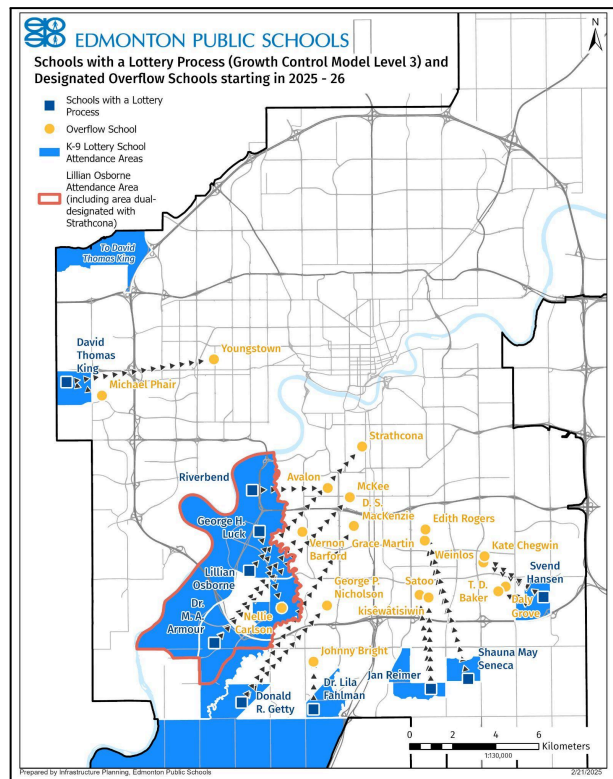 EDMONTON PUBLIC SCHOOLS
Schools with a Lottery Process (Growth Control Model Level 3) and
Designated Overflow Schools starting in 2025 - 26
N
Schools with a Lottery
Process
Overflow School
K-9 Lottery School
Attendance Areas
Lillian Osborne
Attendance Area
(including area dual-
designated with
Strathcona)
To David
Thomas King
David
Thomas
King
Youngstown
Michael Phair
Strathcona
Riverbend
Avalon
McKee
D. S.
MacKenzie
George H.
Luck
Vernon
Barford
Grace Martin
Edith Rogers
Weinlos
Kate Chegwin
Svend
Hansen
Lillian
Osborne
George P.
Nicholson
Satoo
T. D.
Baker
Daly
Grove
Dr.
M. A.
Armour
Nellie
Carlson
kisêwâtisiwin
Johnny Bright
Shauna May
Seneca
Jan Reimer
Donald
R. Getty
Dr. Lila
Fahlman
0 2 4 6
Kilometers
1:130,000
Prepared by Infrastructure Planning, Edmonton Public Schools
2/21/2025